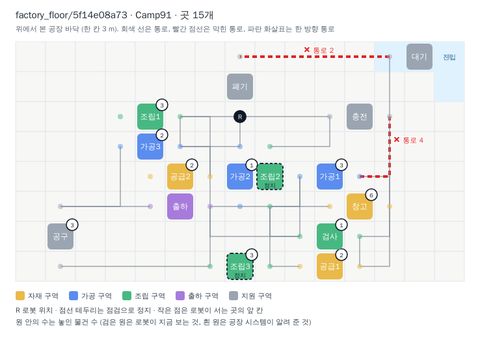 factory_floor/5f14e08a73 · Camp91 · 곳 15개
위에서 본 공장 바닥 (한 칸 3 m). 회색 선은 통로, 빨간 점선은 막힌 통로, 파란 화살표는 한 방향 통로
✕ 통로 2
대기
진입
폐기
조립1
3
R
충전
✕ 통로 4
가공3
2
공급2
2
가공2
1
조립2
정지
가공1
3
출하
창고
6
공구
3
검사
1
조립3
정지
공급1
2
자재 구역
가공 구역
조립 구역
출하 구역
지원 구역
R 로봇 위치 · 점선 테두리는 점검으로 정지 · 작은 점은 로봇이 서는 곳의 앞 칸
원 안의 수는 놓인 물건 수 (검은 원은 로봇이 지금 보는 것, 흰 원은 공장 시스템이 알려 준 것)